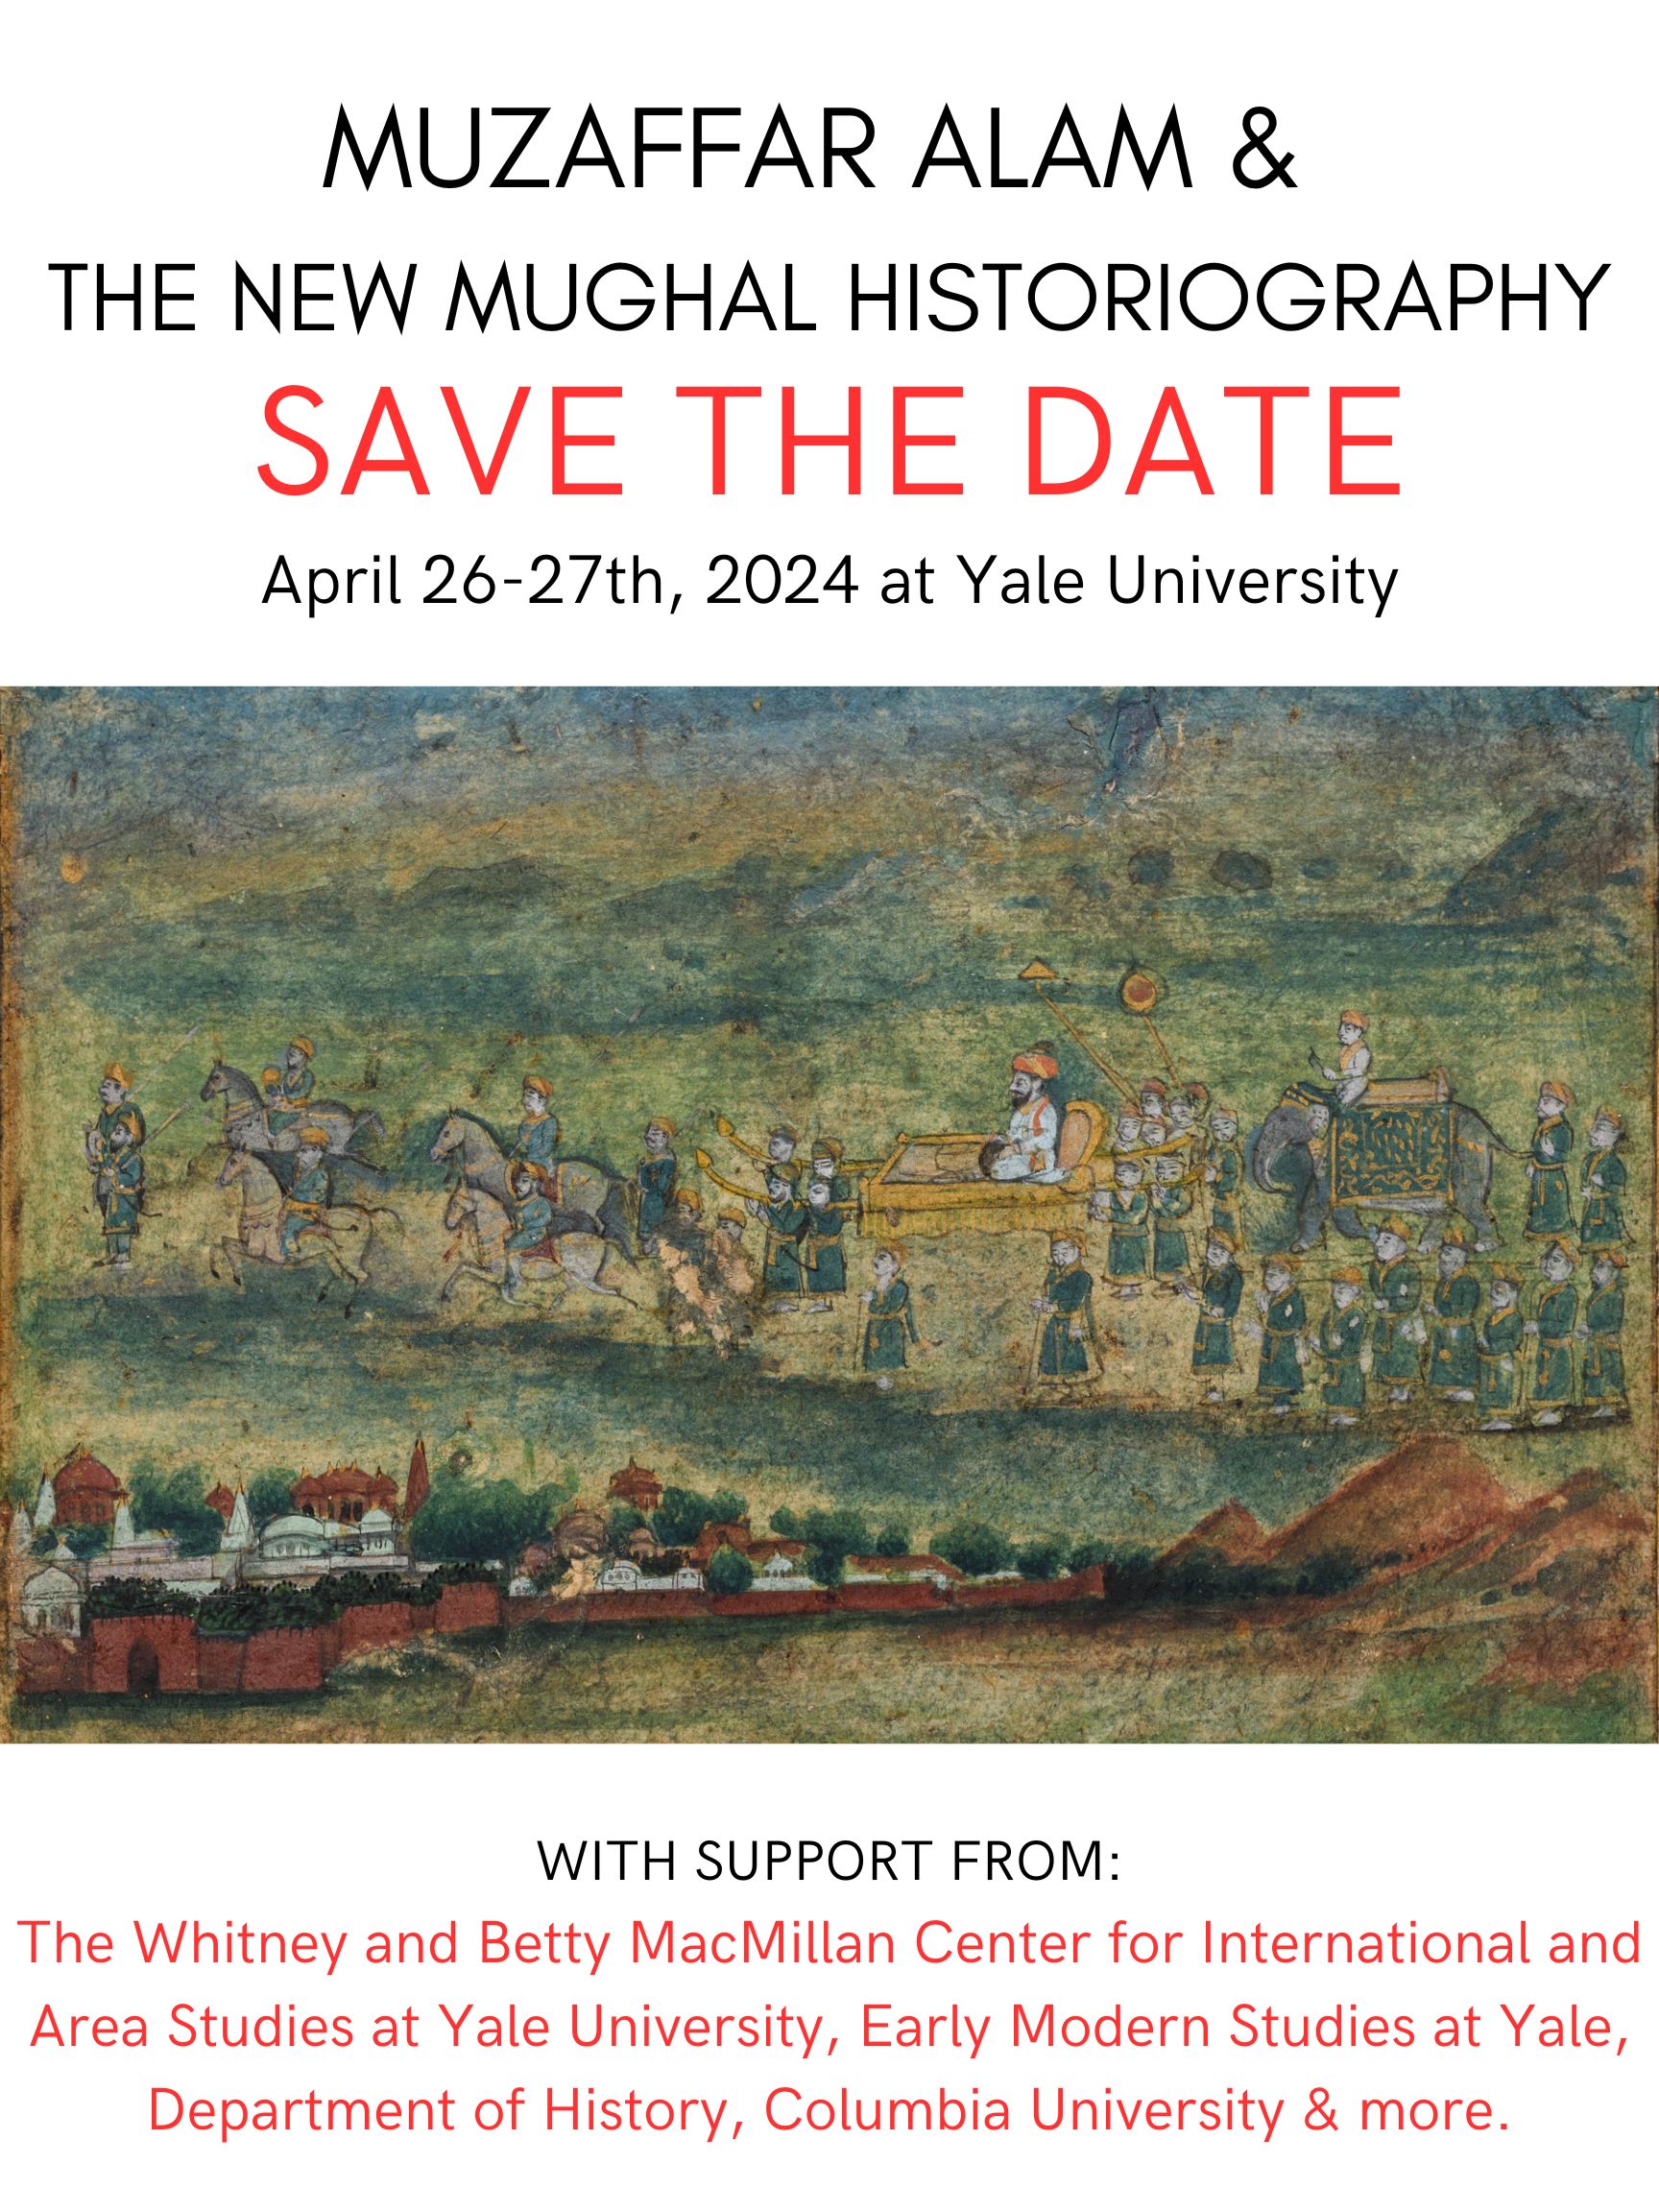 MUZAFFAR ALAM &
THE NEW MUGHAL HISTORIOGRAPHY
SAVE THE DATE
April 26-27th, 2024 at Yale University
WITH SUPPORT FROM:
The Whitney and Betty MacMillan Center for International and
Area Studies at Yale University, Early Modern Studies at Yale,
Department of History, Columbia University & more.